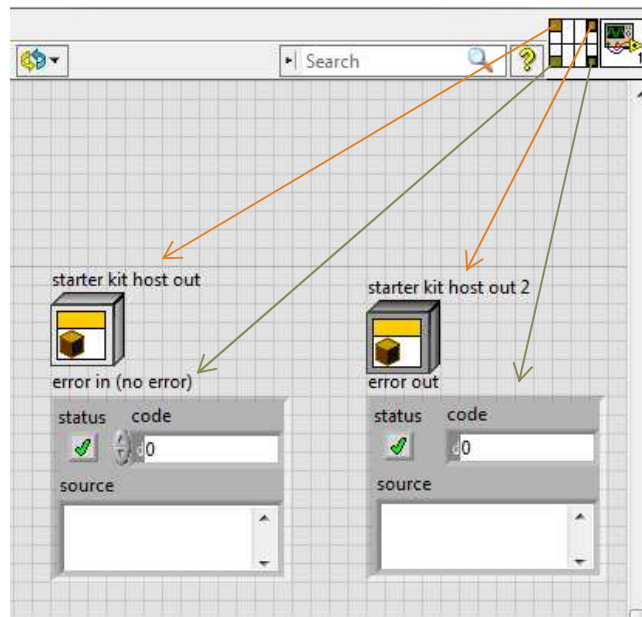 Search
?
1
starter kit host out
starter kit host out 2
error in (no error)
error out
status code
d 0
source
status code
d 0
source